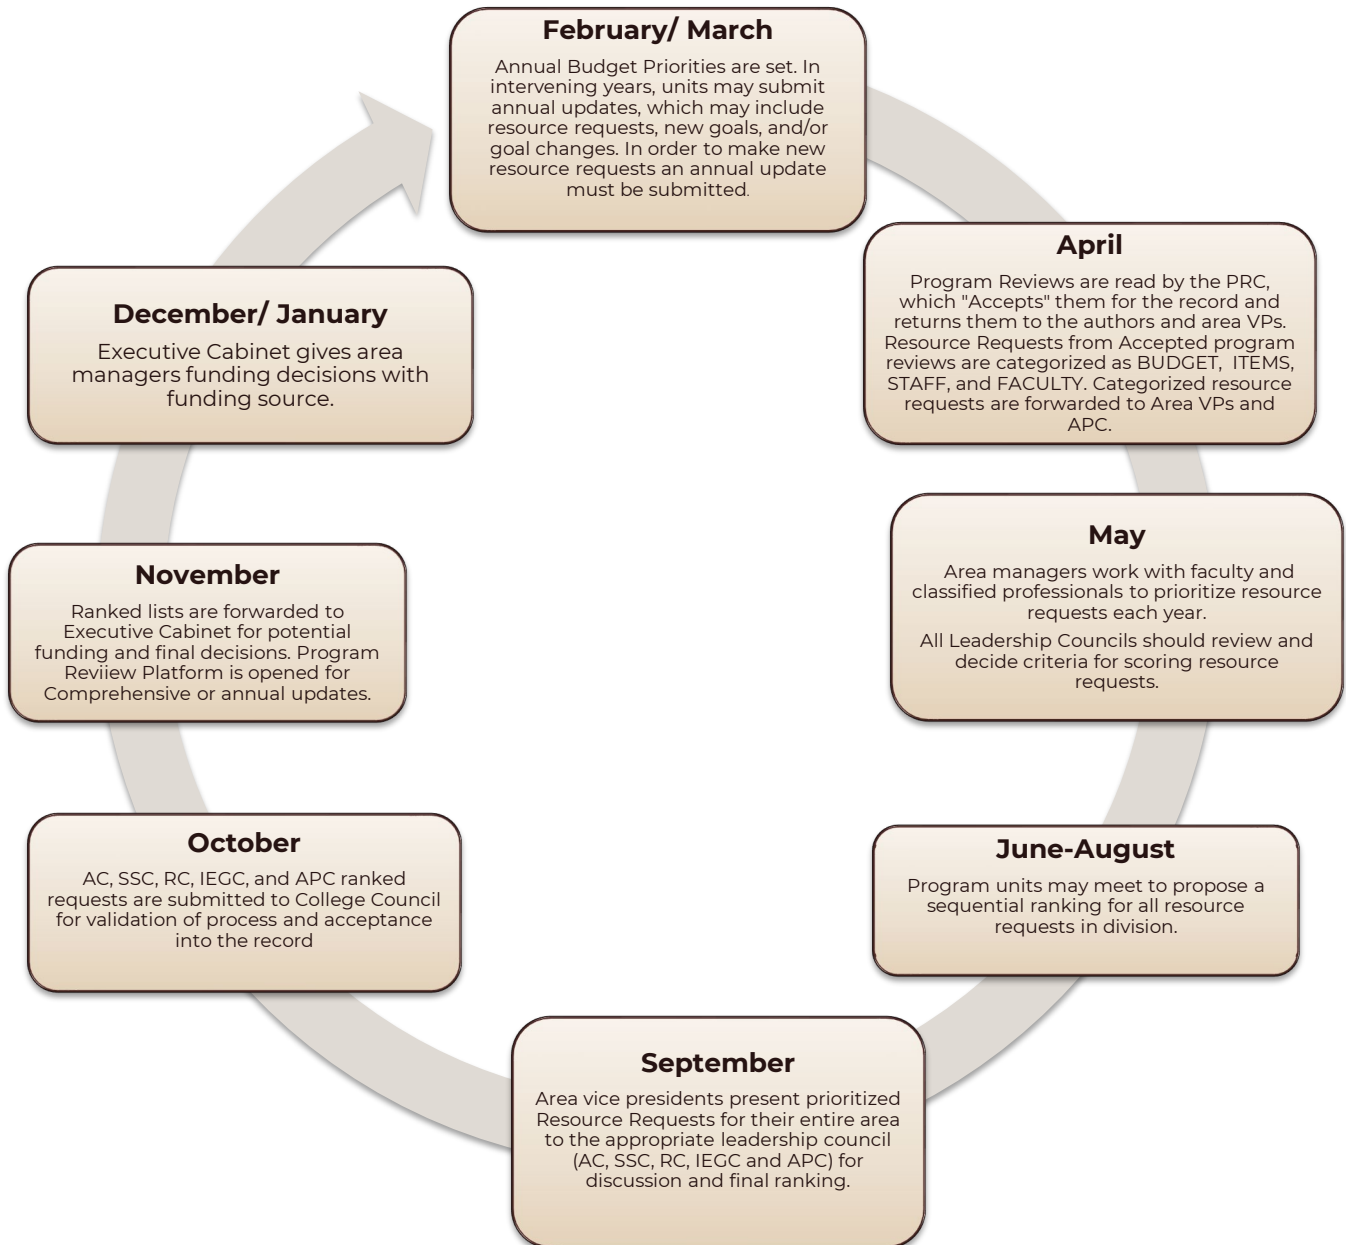 February/ March
Annual Budget Priorities are set. In
intervening years, units may submit
annual updates, which may include
resource requests, new goals, and/or
goal changes. In order to make new
resource requests an annual update
must be submitted.
April
Program Reviews are read by the PRC,
which "Accepts" them for the record and
returns them to the authors and area VPs.
Resource Requests from Accepted program
reviews are categorized as BUDGET, ITEMS,
STAFF, and FACULTY. Categorized resource
requests are forwarded to Area VPs and
APC.
May
Area managers work with faculty and
classified professionals to prioritize resource
requests each year.
All Leadership Councils should review and
decide criteria for scoring resource
requests.
June-August
Program units may meet to propose a
sequential ranking for all resource
requests in division.
September
Area vice presidents present prioritized
Resource Requests for their entire area
to the appropriate leadership council
(AC, SSC, RC, IEGC and APC) for
discussion and final ranking.
October
AC, SSC, RC, IEGC, and APC ranked
requests are submitted to College Council
for validation of process and acceptance
into the record
November
Ranked lists are forwarded to
Executive Cabinet for potential
funding and final decisions. Program
Reviiew Platform is opened for
Comprehensive or annual updates.
December/ January
Executive Cabinet gives area
managers funding decisions with
funding source.